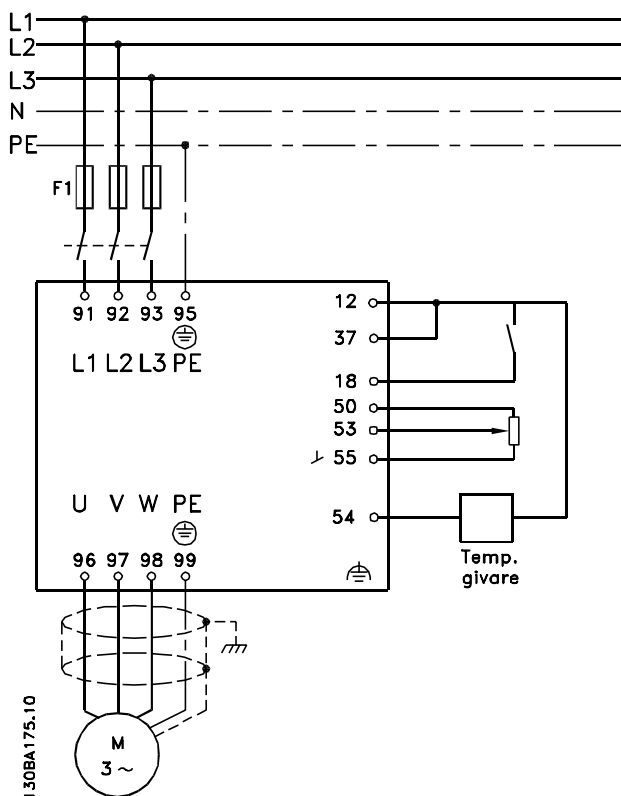 L1
L2
L3
N
PE
F1
91 92 93 95
L1 L2 L3 PE
12
37
18
50
53
55
54
Temp.
givare
U V W PE
96 97 98 99
M
3 ~
130BA175.10